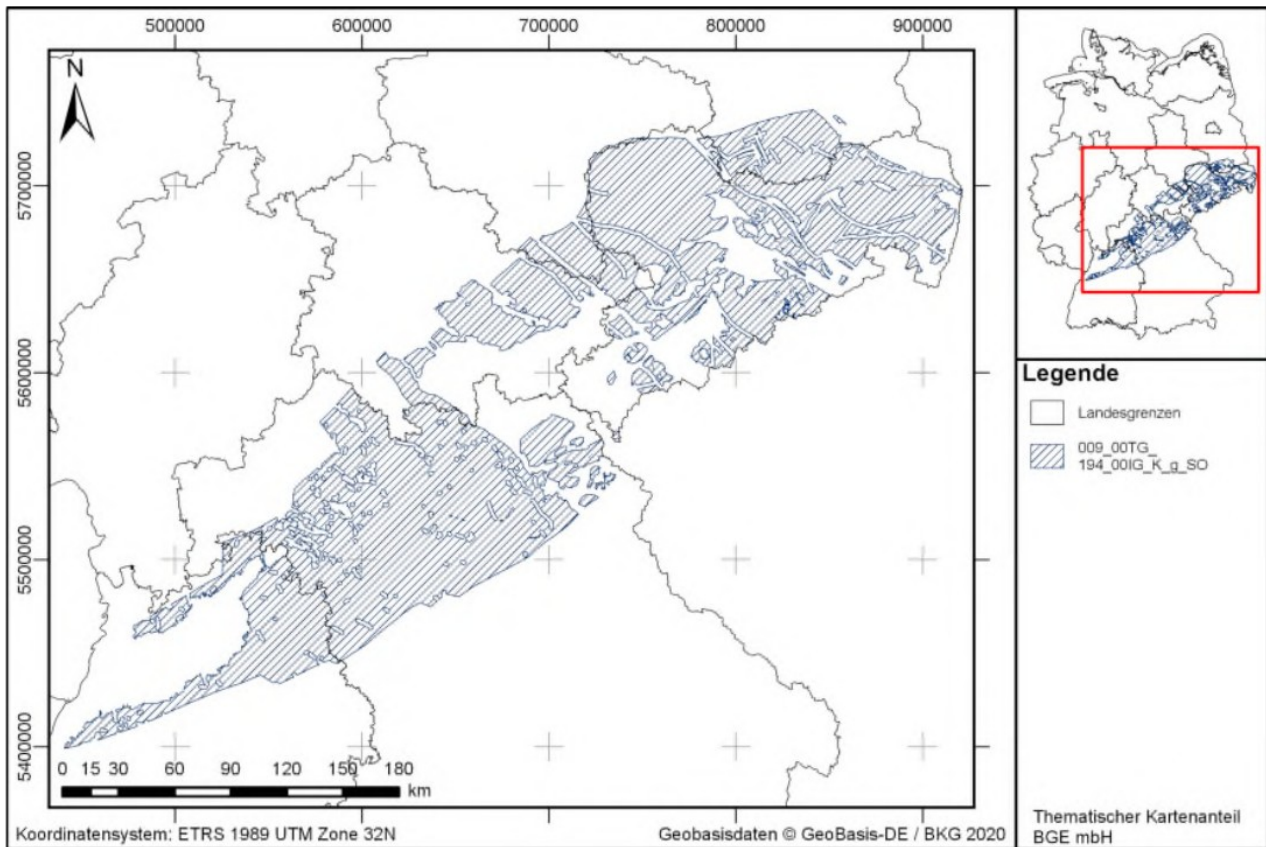 500000 600000 700000 800000 900000
N
5700000
5600000
5500000
5400000
0 15 30 60 90 120 150 180
km
Koordinatensystem: ETRS 1989 UTM Zone 32N
Geobasisdaten © GeoBasis-DE / BKG 2020
Legende
Landesgrenzen
009_00TG_
194_00IG_K_g_SO
Thematischer Kartenanteil
BGE mbH